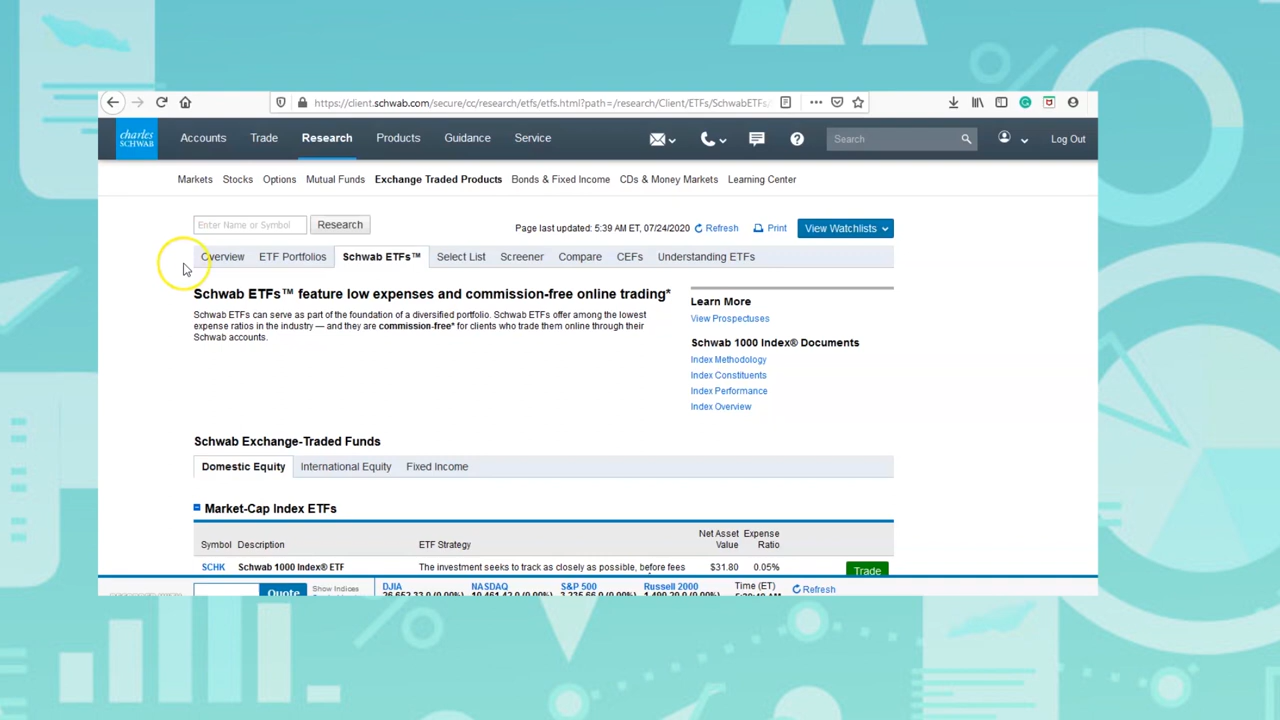 https://client.schwab.com/secure/cc/research/etfs/etfs.html?path=/research/Client/ETFs/SchwabETFs/
charles SCHWAB
Accounts Trade Research Products Guidance Service Search Log Out
Markets Stocks Options Mutual Funds Exchange Traded Products Bonds & Fixed Income CDs & Money Markets Learning Center
Enter Name or Symbol Research Page last updated: 5:39 AM ET, 07/24/2020 Refresh Print View Watchlists
Overview ETF Portfolios Schwab ETFs™ Select List Screener Compare CEFs Understanding ETFs
Schwab ETFs™ feature low expenses and commission-free online trading*
Schwab ETFs can serve as part of the foundation of a diversified portfolio. Schwab ETFs offer among the lowest
expense ratios in the industry — and they are commission-free* for clients who trade them online through their
Schwab accounts.
Learn More
View Prospectuses
Schwab 1000 Index® Documents
Index Methodology
Index Constituents
Index Performance
Index Overview
Schwab Exchange-Traded Funds
Domestic Equity International Equity Fixed Income
Market-Cap Index ETFs
Symbol Description ETF Strategy Net Asset Value Expense Ratio
SCHK Schwab 1000 Index® ETF The investment seeks to track as closely as possible, before fees $31.80 0.05% Trade
Quote Show Indices DJIA NASDAQ S&P 500 Russell 2000 Time (ET) Refresh